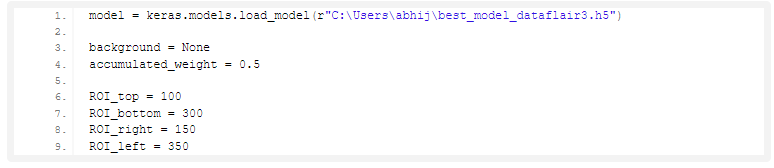 1. model = keras.models.load_model(r"C:\Users\abhij\best_model_dataflair3.h5")
2.
3. background = None
4. accumulated_weight = 0.5
5.
6. ROI_top = 100
7. ROI_bottom = 300
8. ROI_right = 150
9. ROI_left = 350